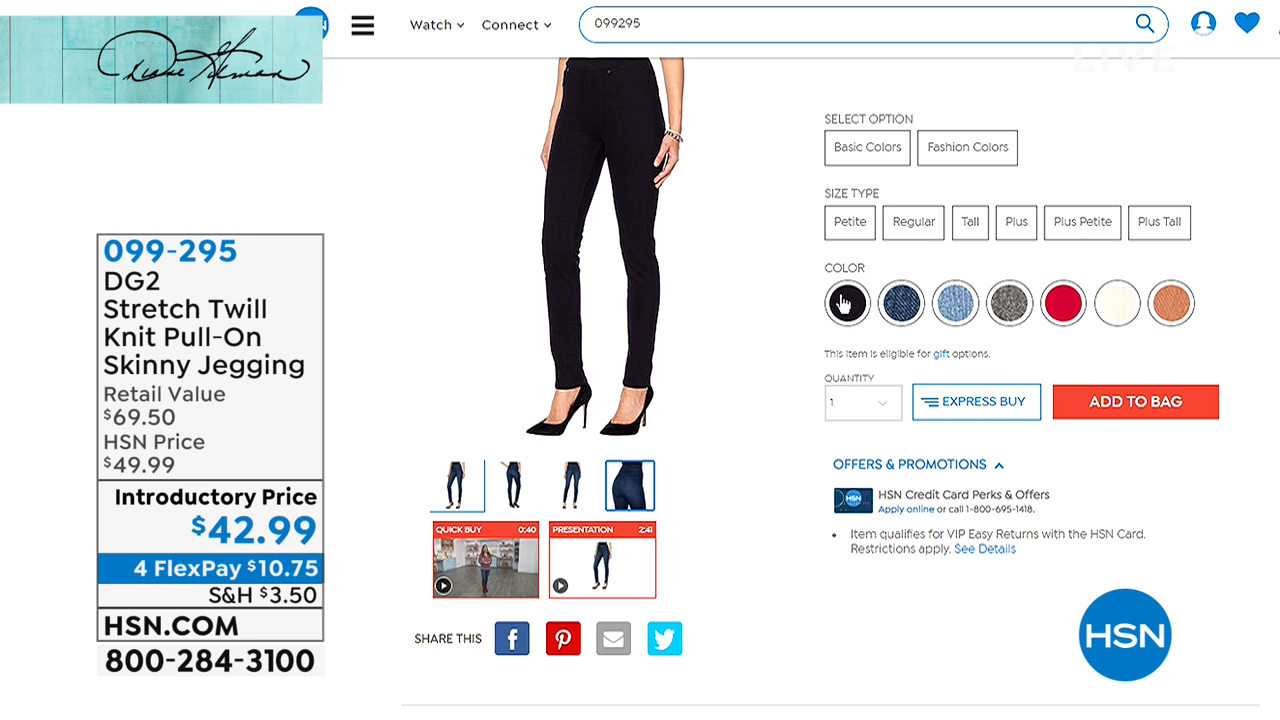 Diane Gilman
HSN
Watch
Connect
099295
LIVE
SELECT OPTION
Basic Colors
Fashion Colors
SIZE TYPE
Petite
Regular
Tall
Plus
Plus Petite
Plus Tall
COLOR
This item is eligible for gift options.
QUANTITY
1
EXPRESS BUY
ADD TO BAG
OFFERS & PROMOTIONS
HSN
HSN Credit Card Perks & Offers
Apply online or call 1-800-695-1418.
• Item qualifies for VIP Easy Returns with the HSN Card.
Restrictions apply. See Details
QUICK BUY 0:40
PRESENTATION 2:41
SHARE THIS
HSN
099-295
DG2
Stretch Twill
Knit Pull-On
Skinny Jegging
Retail Value
$69.50
HSN Price
$49.99
Introductory Price
$42.99
4 FlexPay $10.75
S&H $3.50
HSN.COM
800-284-3100